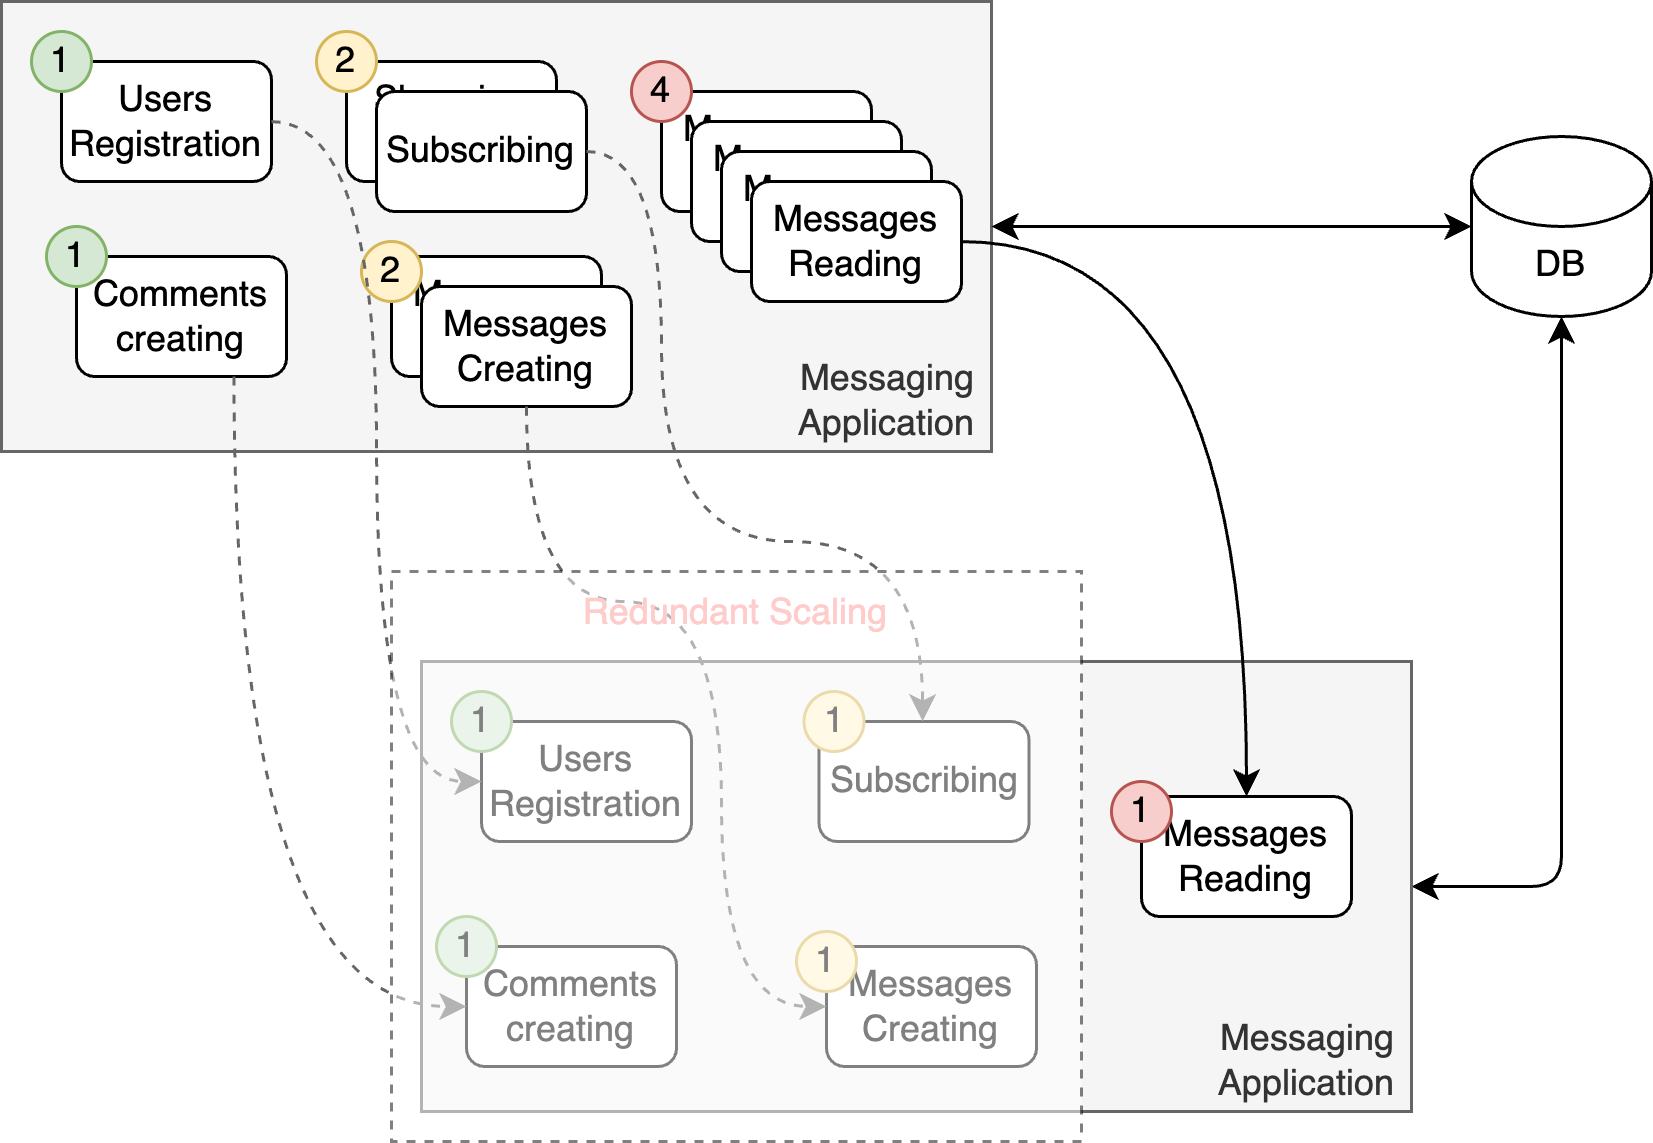 1
Users
Registration
2
Subscribing
4
M
M
M
Messages
Reading
1
Comments
creating
2
M
Messages
Creating
Messaging
Application
DB
Redundant Scaling
1
Users
Registration
1
Subscribing
1
Messages
Reading
1
Comments
creating
1
Messages
Creating
Messaging
Application